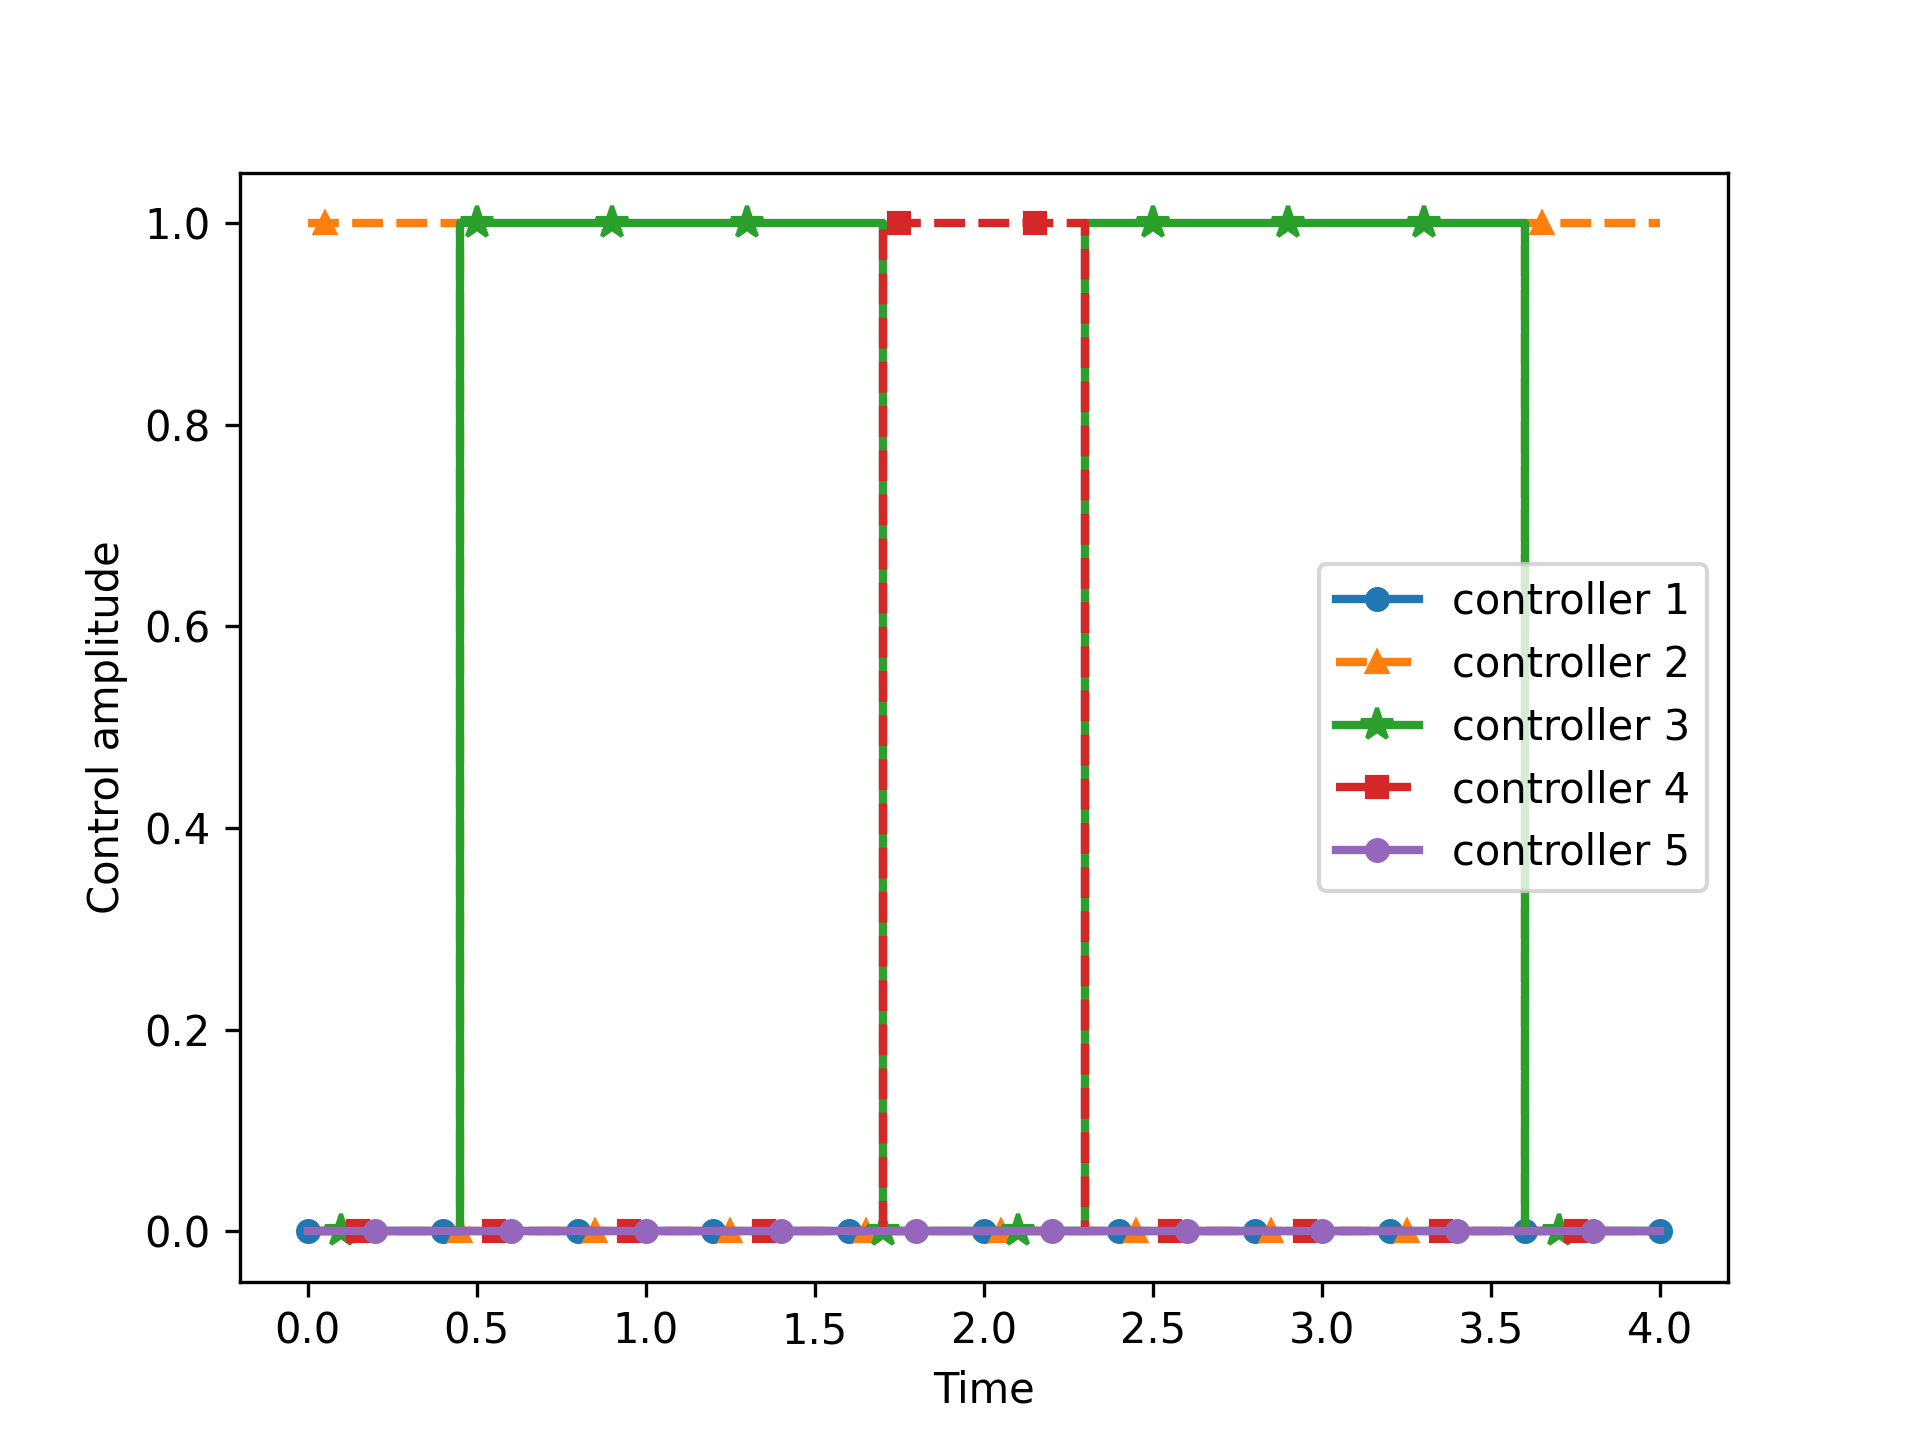 1.0
0.8
0.6
0.4
0.2
0.0
Control amplitude
controller 1
controller 2
controller 3
controller 4
controller 5
0.0 0.5 1.0 1.5 2.0 2.5 3.0 3.5 4.0
Time